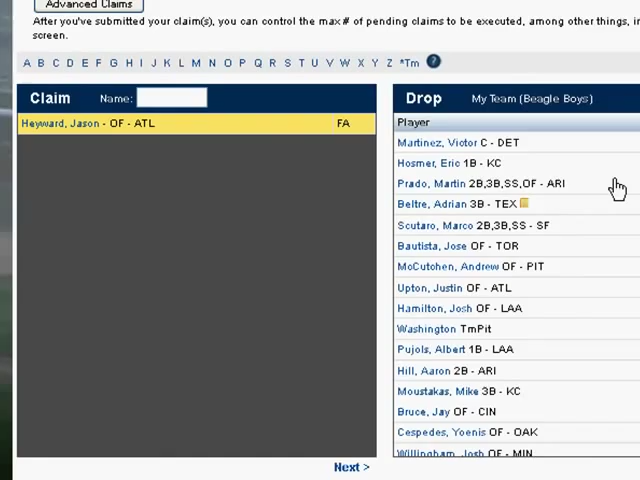 Advanced Claims
After you've submitted your claim(s), you can control the max # of pending claims to be executed, among other things, in
screen.
A B C D E F G H I J K L M N O P Q R S T U V W X Y Z *Tm ?
Claim Name:
Heyward, Jason - OF - ATL FA
Drop My Team (Beagle Boys)
Player
Martinez, Victor C - DET
Hosmer, Eric 1B - KC
Prado, Martin 2B,3B,SS,OF - ARI
Beltre, Adrian 3B - TEX
Scutaro, Marco 2B,3B,SS - SF
Bautista, Jose OF - TOR
McCutchen, Andrew OF - PIT
Upton, Justin OF - ATL
Hamilton, Josh OF - LAA
Washington TmPit
Pujols, Albert 1B - LAA
Hill, Aaron 2B - ARI
Moustakas, Mike 3B - KC
Bruce, Jay OF - CIN
Cespedes, Yoenis OF - OAK
Willingham, Josh OF - MIN
Next >